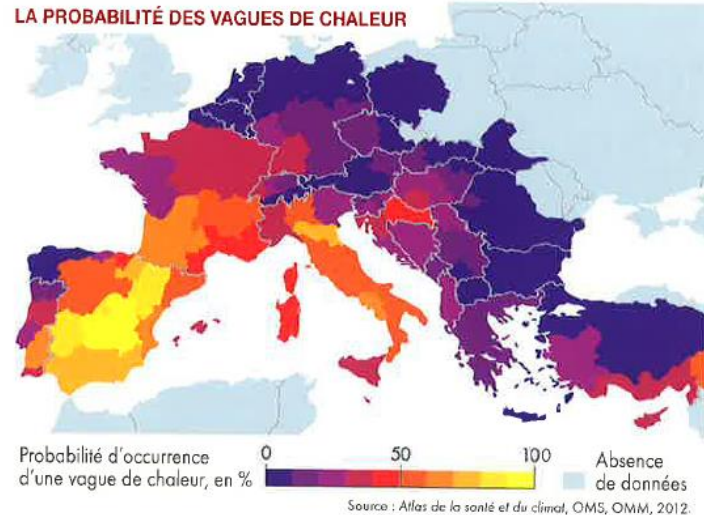 LA PROBABILITÉ DES VAGUES DE CHALEUR
Probabilité d'occurrence
d'une vague de chaleur, en %
0 50 100
Absence
de données
Source : Atlas de la santé et du climat, OMS, OMM, 2012.